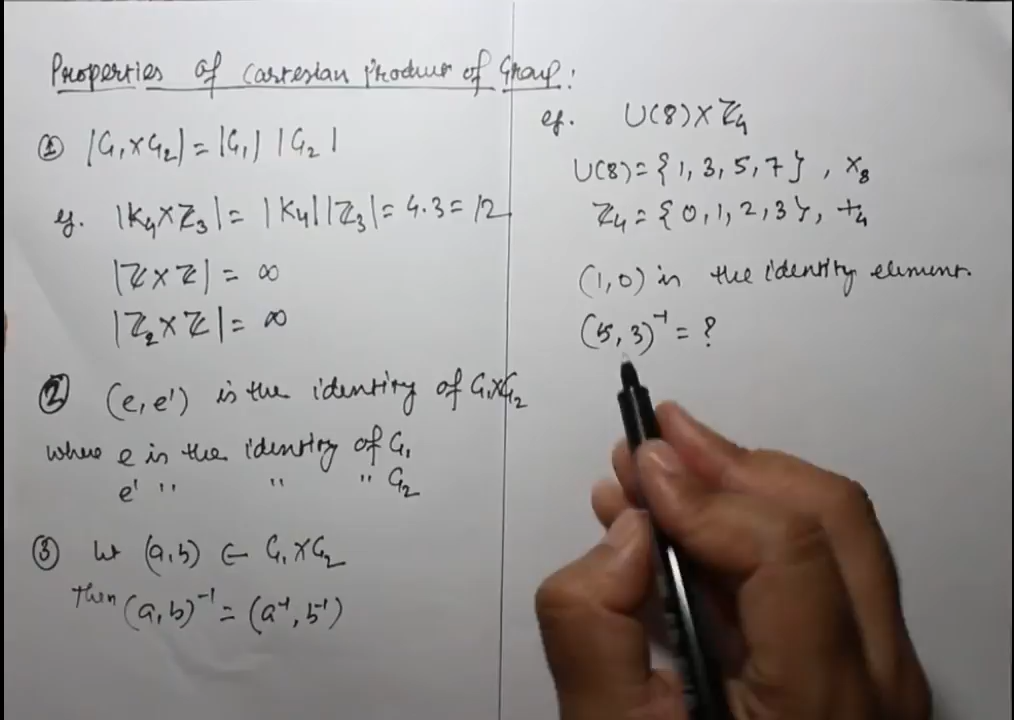 Properties of Cartesian Product of Group:
① |G₁×G₂| = |G₁| |G₂|
eg. |K₄×Z₃| = |K₄||Z₃| = 4.3 = 12
|ℤ×ℤ| = ∞
|ℤ₂×ℤ| = ∞
② (e, e') is the identity of G₁×G₂
where e is the identity of G₁
e' " " " G₂
③ let (a,b) ∈ G₁×G₂
Then (a,b)⁻¹ = (a⁻¹, b⁻¹)
eg. U(8)×ℤ₄
U(8) = {1, 3, 5, 7}, ×₈
ℤ₄ = {0, 1, 2, 3}, +₄
(1,0) is the identity element.
(5, 3)⁻¹ = ?